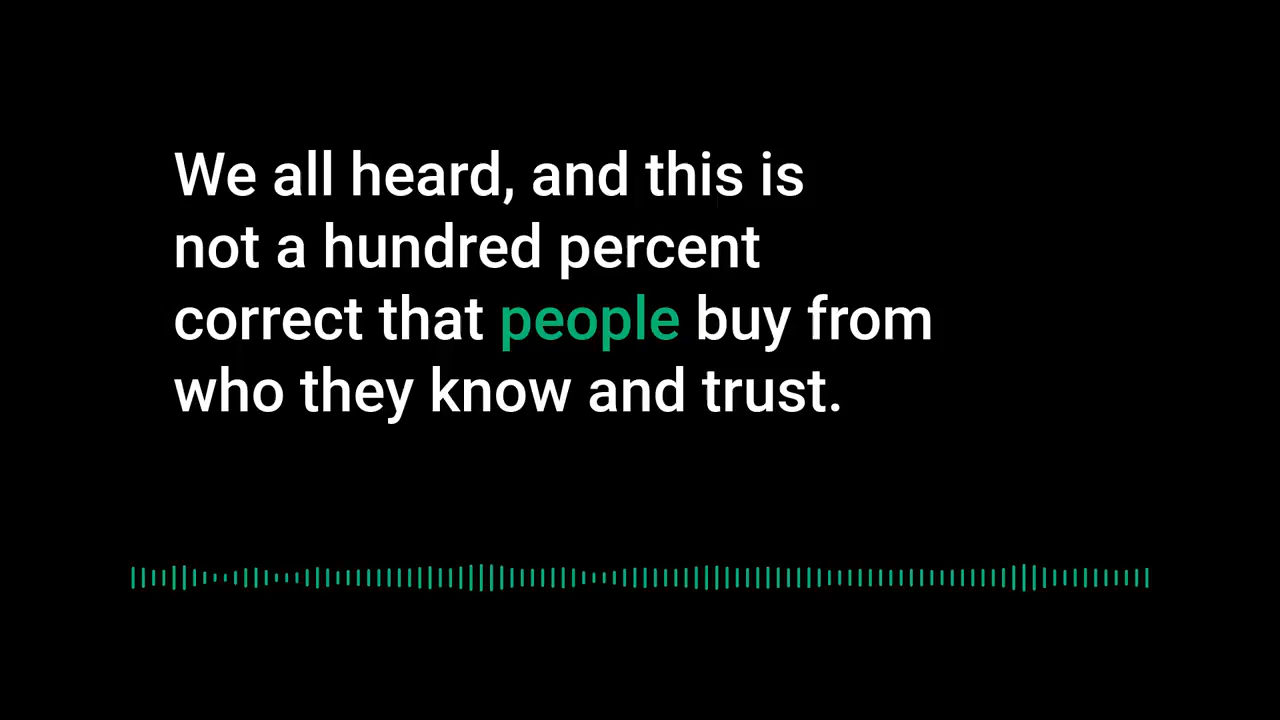 We all heard, and this is
not a hundred percent
correct that people buy from
who they know and trust.